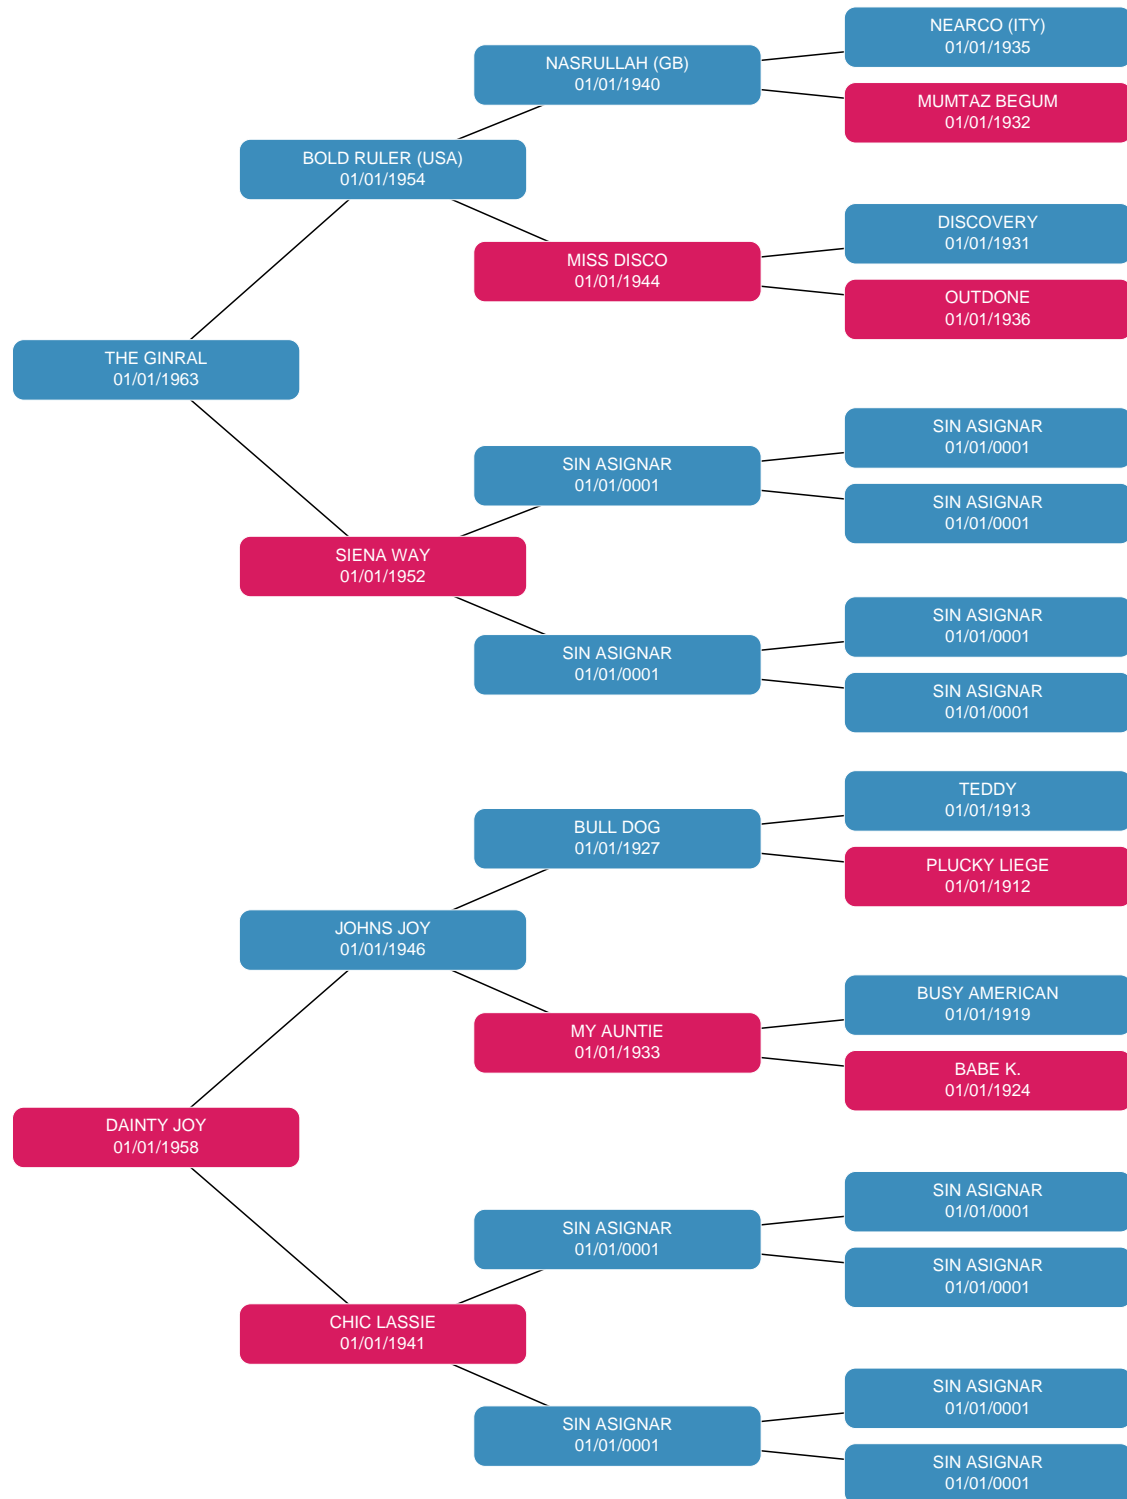 NEARCO (ITY)
01/01/1935
NASRULLAH (GB)
01/01/1940
MUMTAZ BEGUM
01/01/1932
BOLD RULER (USA)
01/01/1954
DISCOVERY
01/01/1931
MISS DISCO
01/01/1944
OUTDONE
01/01/1936
THE GINRAL
01/01/1963
SIN ASIGNAR
01/01/0001
SIN ASIGNAR
01/01/0001
SIN ASIGNAR
01/01/0001
SIENA WAY
01/01/1952
SIN ASIGNAR
01/01/0001
SIN ASIGNAR
01/01/0001
SIN ASIGNAR
01/01/0001
TEDDY
01/01/1913
BULL DOG
01/01/1927
PLUCKY LIEGE
01/01/1912
JOHNS JOY
01/01/1946
BUSY AMERICAN
01/01/1919
MY AUNTIE
01/01/1933
BABE K.
01/01/1924
DAINTY JOY
01/01/1958
SIN ASIGNAR
01/01/0001
SIN ASIGNAR
01/01/0001
SIN ASIGNAR
01/01/0001
CHIC LASSIE
01/01/1941
SIN ASIGNAR
01/01/0001
SIN ASIGNAR
01/01/0001
SIN ASIGNAR
01/01/0001